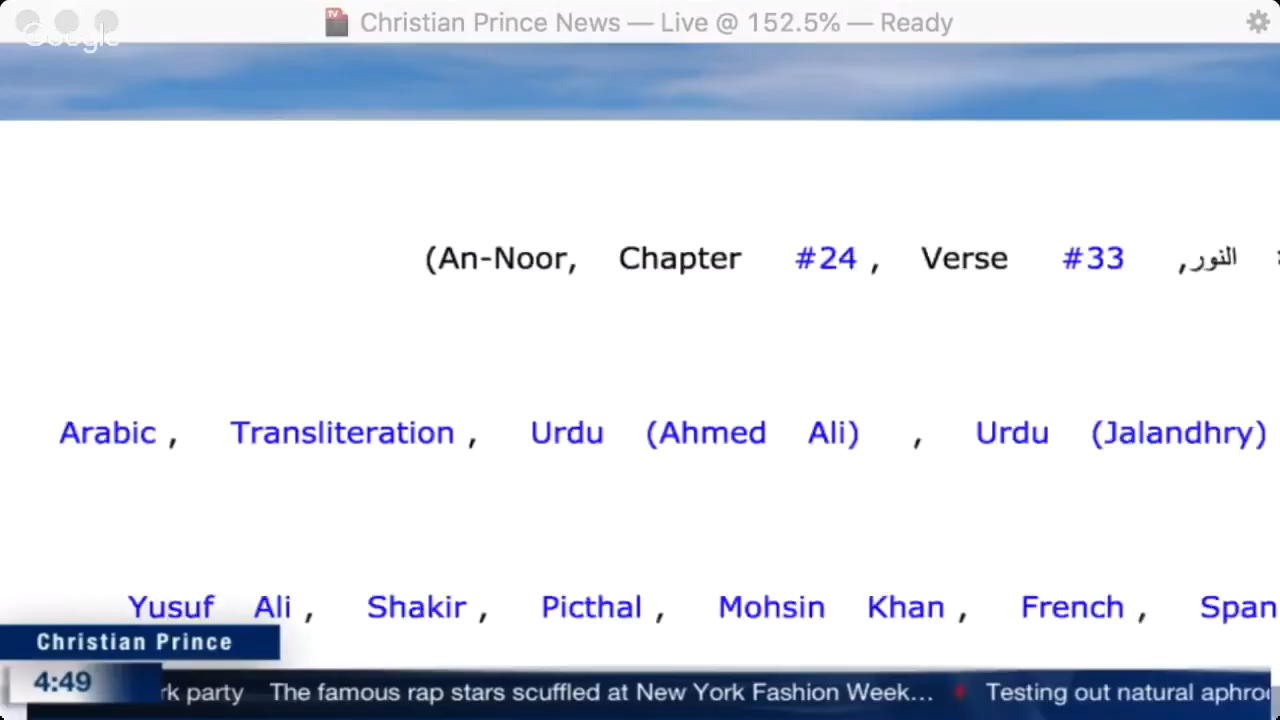 Christian Prince News — Live @ 152.5% — Ready
Google
(An-Noor, Chapter #24, Verse #33 ,النور :
Arabic, Transliteration, Urdu (Ahmed Ali) , Urdu (Jalandhry)
Yusuf Ali, Shakir, Picthal, Mohsin Khan, French, Span
Christian Prince
4:49
rk party The famous rap stars scuffled at New York Fashion Week... Testing out natural aphro